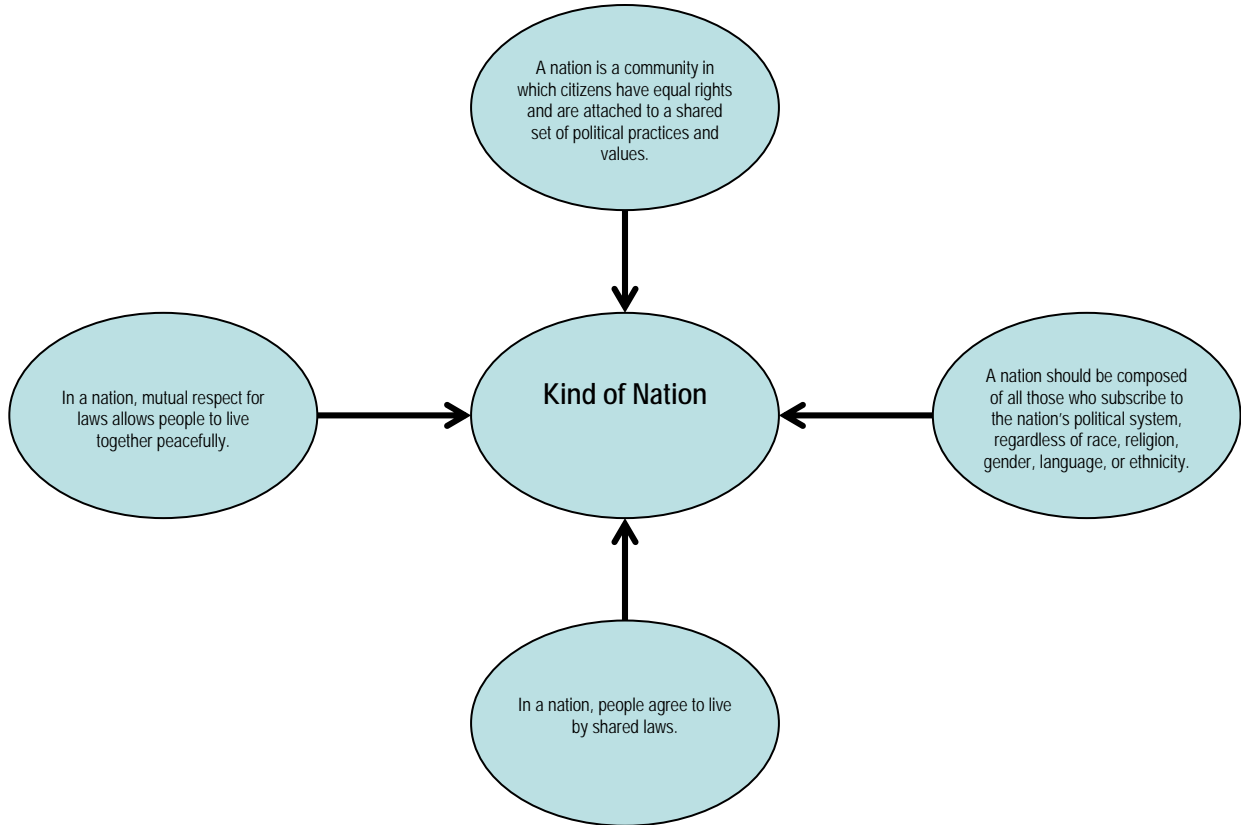 A nation is a community in
which citizens have equal rights
and are attached to a shared
set of political practices and
values.
In a nation, mutual respect for
laws allows people to live
together peacefully.
Kind of Nation
A nation should be composed
of all those who subscribe to
the nation’s political system,
regardless of race, religion,
gender, language, or ethnicity.
In a nation, people agree to live
by shared laws.